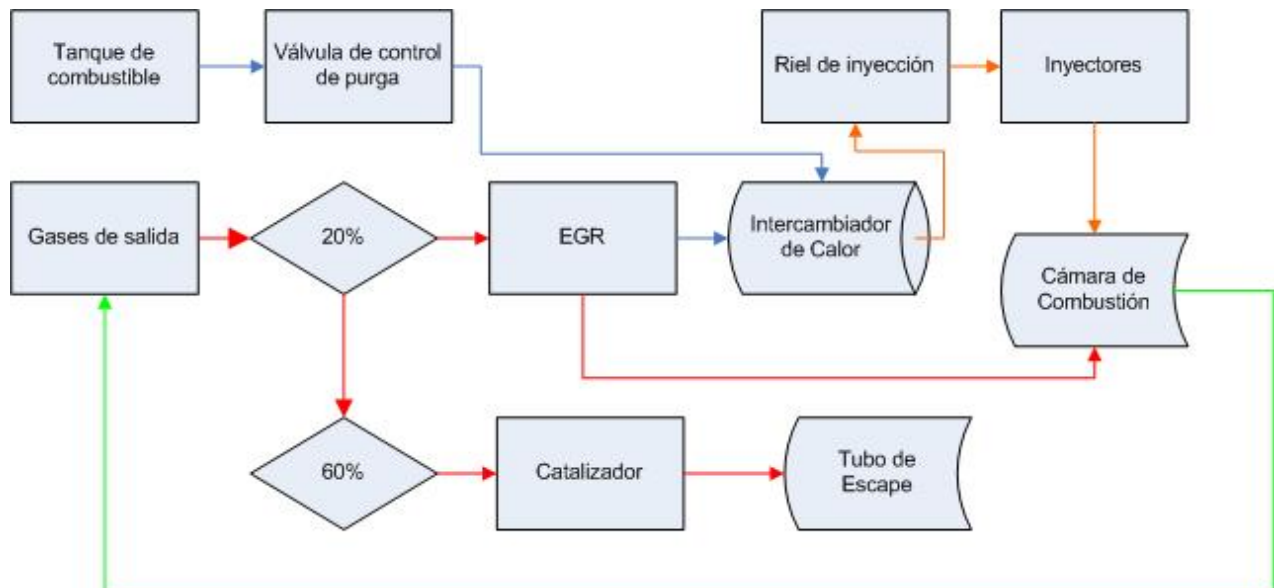 Tanque de
combustible
Válvula de control
de purga
Riel de inyección
Inyectores
Gases de salida
20%
EGR
Intercambiador
de Calor
Cámara de
Combustión
60%
Catalizador
Tubo de
Escape